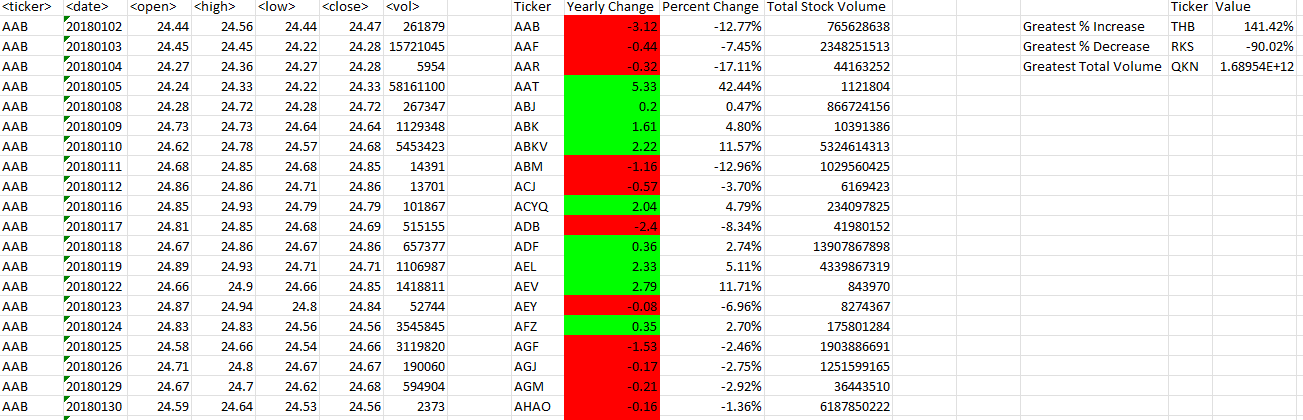 <ticker> <date> <open> <high> <low> <close> <vol> Ticker Yearly Change Percent Change Total Stock Volume Ticker Value
AAB 20180102 24.44 24.56 24.44 24.47 261879 AAB -3.12 -12.77% 765628638 Greatest % Increase THB 141.42%
AAB 20180103 24.45 24.45 24.22 24.28 15721045 AAF -0.44 -7.45% 2348251513 Greatest % Decrease RKS -90.02%
AAB 20180104 24.27 24.36 24.27 24.28 5954 AAR -0.32 -17.11% 44163252 Greatest Total Volume QKN 1.68954E+12
AAB 20180105 24.24 24.33 24.22 24.33 58161100 AAT 5.33 42.44% 1121804
AAB 20180108 24.28 24.72 24.28 24.72 267347 ABJ 0.2 0.47% 866724156
AAB 20180109 24.73 24.73 24.64 24.64 1129348 ABK 1.61 4.80% 10391386
AAB 20180110 24.62 24.78 24.57 24.68 5453423 ABKV 2.22 11.57% 5324614313
AAB 20180111 24.68 24.85 24.68 24.85 14391 ABM -1.16 -12.96% 1029560425
AAB 20180112 24.86 24.86 24.71 24.86 13701 ACJ -0.57 -3.70% 6169423
AAB 20180116 24.85 24.93 24.79 24.79 101867 ACYQ 2.04 4.79% 234097825
AAB 20180117 24.81 24.85 24.68 24.69 515155 ADB -2.4 -8.34% 41980152
AAB 20180118 24.67 24.86 24.67 24.86 657377 ADF 0.36 2.74% 13907867898
AAB 20180119 24.89 24.93 24.71 24.71 1106987 AEL 2.33 5.11% 4339867319
AAB 20180122 24.66 24.9 24.66 24.85 1418811 AEV 2.79 11.71% 843970
AAB 20180123 24.87 24.94 24.8 24.84 52744 AEY -0.08 -6.96% 8274367
AAB 20180124 24.83 24.83 24.56 24.56 3545845 AFZ 0.35 2.70% 175801284
AAB 20180125 24.58 24.66 24.54 24.66 3119820 AGF -1.53 -2.46% 1903886691
AAB 20180126 24.71 24.8 24.67 24.67 190060 AGJ -0.17 -2.75% 1251599165
AAB 20180129 24.67 24.7 24.62 24.68 594904 AGM -0.21 -2.92% 36443510
AAB 20180130 24.59 24.64 24.53 24.56 2373 AHAO -0.16 -1.36% 6187850222